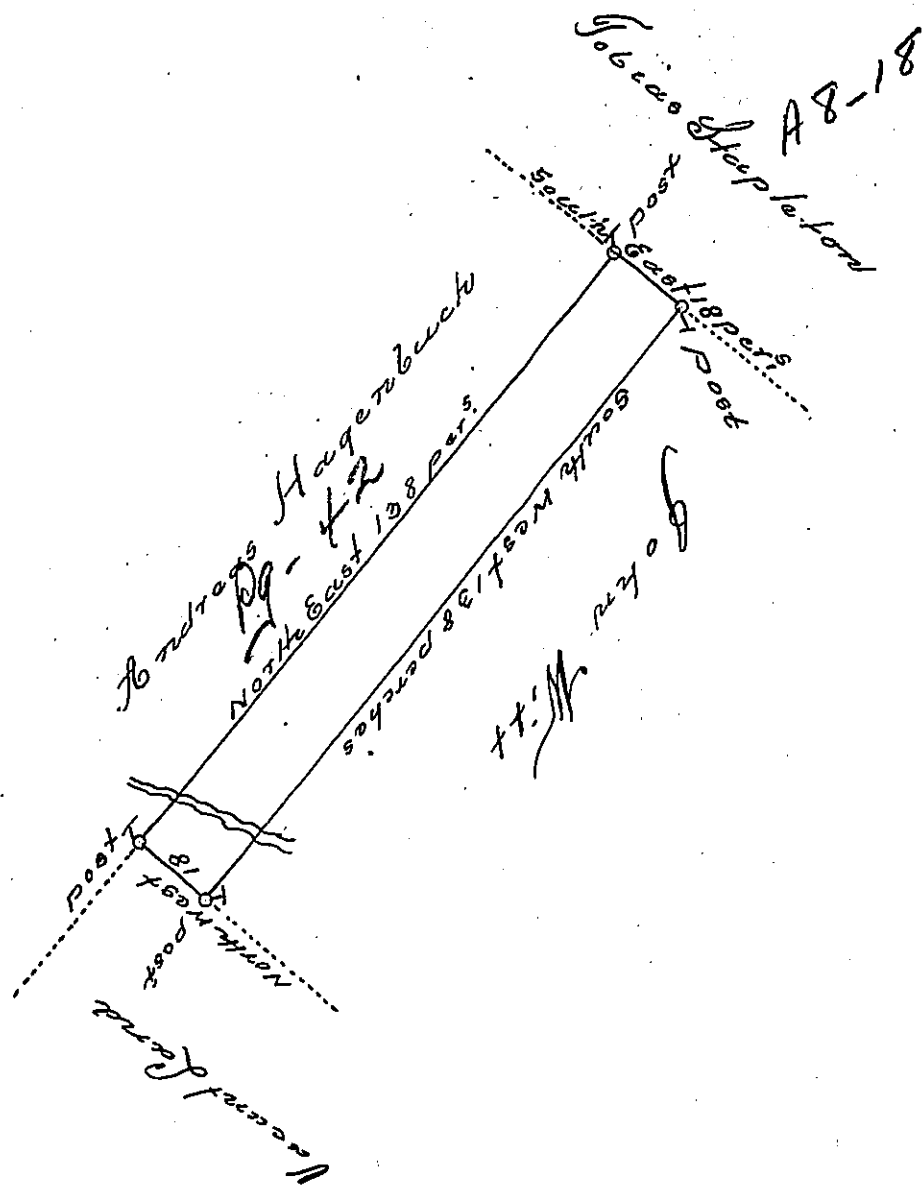 Tobias Stapleton
A8-18
South East 18 pers.
post
post
Andreas Hagenbuch
Pg-42
North East 138 pers.
South West 138 perches.
John Witt
post
North West 18
post
Vacant Land